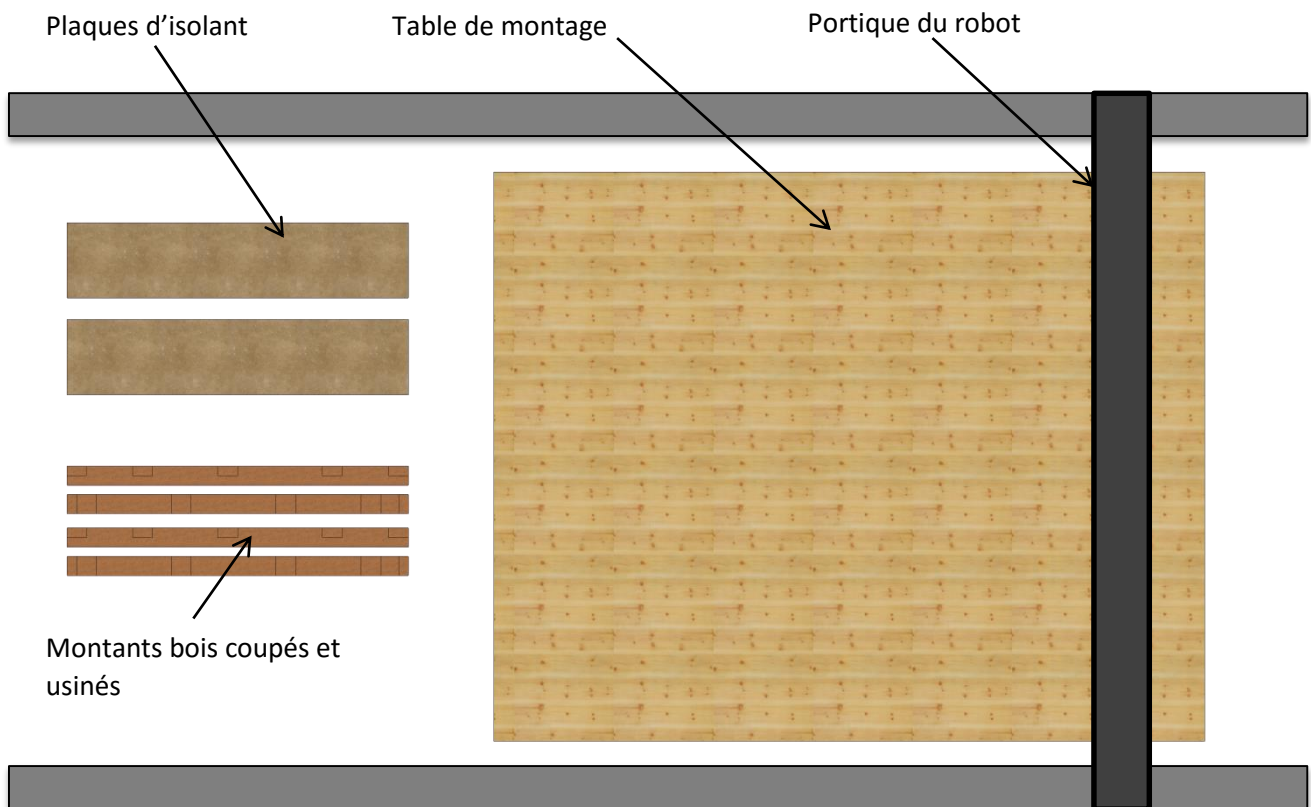 Plaques d’isolant
Table de montage
Portique du robot
Montants bois coupés et
usinés